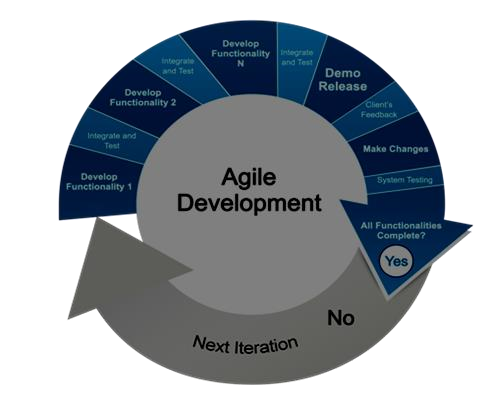 Develop
Functionality 1
Integrate and
Test
Develop
Functionality 2
Integrate
and Test
Develop
Functionality
N
Integrate
and Test
Demo
Release
Client's
Feedback
Make Changes
System Testing
All Functionalities
Complete?
Yes
No
Next Iteration
Agile
Development